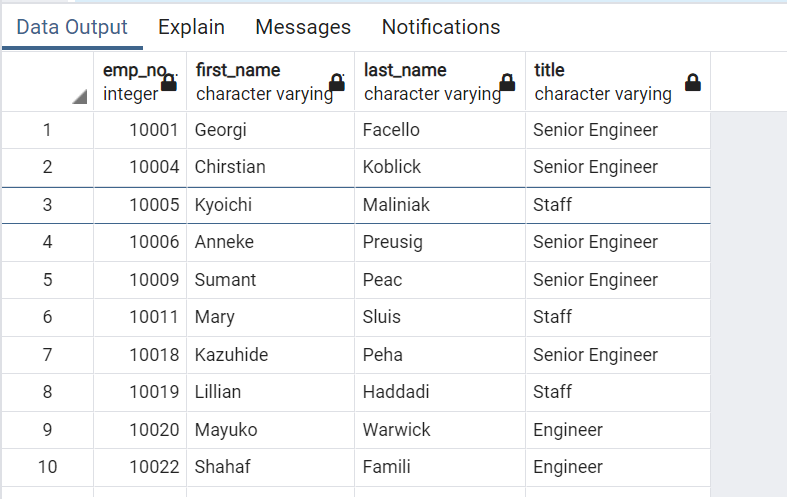 Data Output Explain Messages Notifications
emp_no.. first_name last_name title
integer character varying character varying character varying
1 10001 Georgi Facello Senior Engineer
2 10004 Chirstian Koblick Senior Engineer
3 10005 Kyoichi Maliniak Staff
4 10006 Anneke Preusig Senior Engineer
5 10009 Sumant Peac Senior Engineer
6 10011 Mary Sluis Staff
7 10018 Kazuhide Peha Senior Engineer
8 10019 Lillian Haddadi Staff
9 10020 Mayuko Warwick Engineer
10 10022 Shahaf Famili Engineer